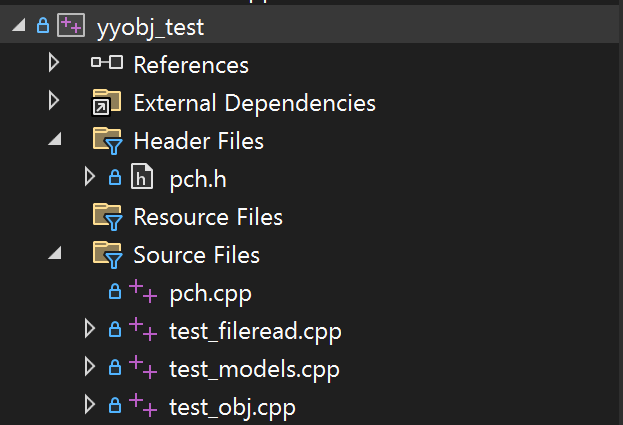 yyobj_test
References
External Dependencies
Header Files
h pch.h
Resource Files
Source Files
pch.cpp
test_fileread.cpp
test_models.cpp
test_obj.cpp